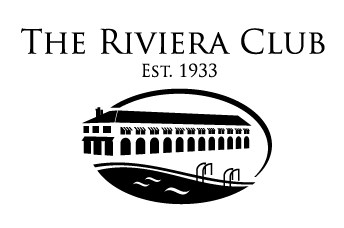 The Riviera Club
Est. 1933